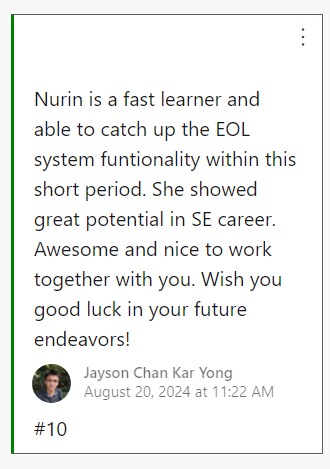 Nurin is a fast learner and
able to catch up the EOL
system funtionality within this
short period. She showed
great potential in SE career.
Awesome and nice to work
together with you. Wish you
good luck in your future
endeavors!
Jayson Chan Kar Yong
August 20, 2024 at 11:22 AM
#10